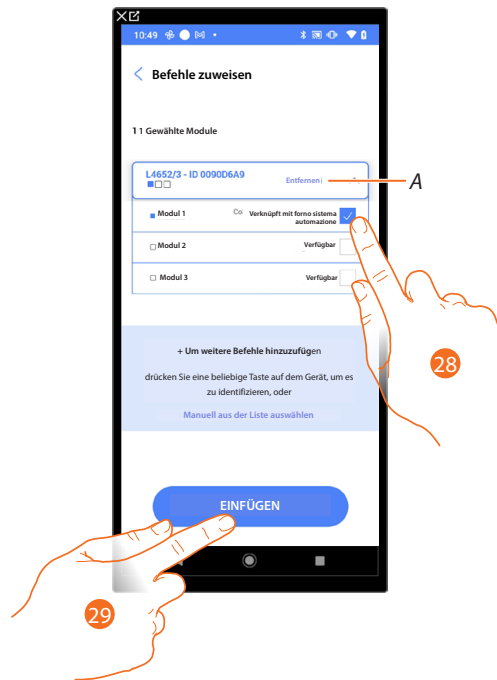 10:49
Befehle zuweisen
1 1 Gewählte Module
L4652/3 - ID 0090D6A9
Entfernen
A
Modul 1
Co Verknüpft mit forno sistema
automazione
Modul 2
Verfügbar
Modul 3
Verfügbar
28
+ Um weitere Befehle hinzuzufügen
drücken Sie eine beliebige Taste auf dem Gerät, um es
zu identifizieren, oder
Manuell aus der Liste auswählen
EINFÜGEN
29